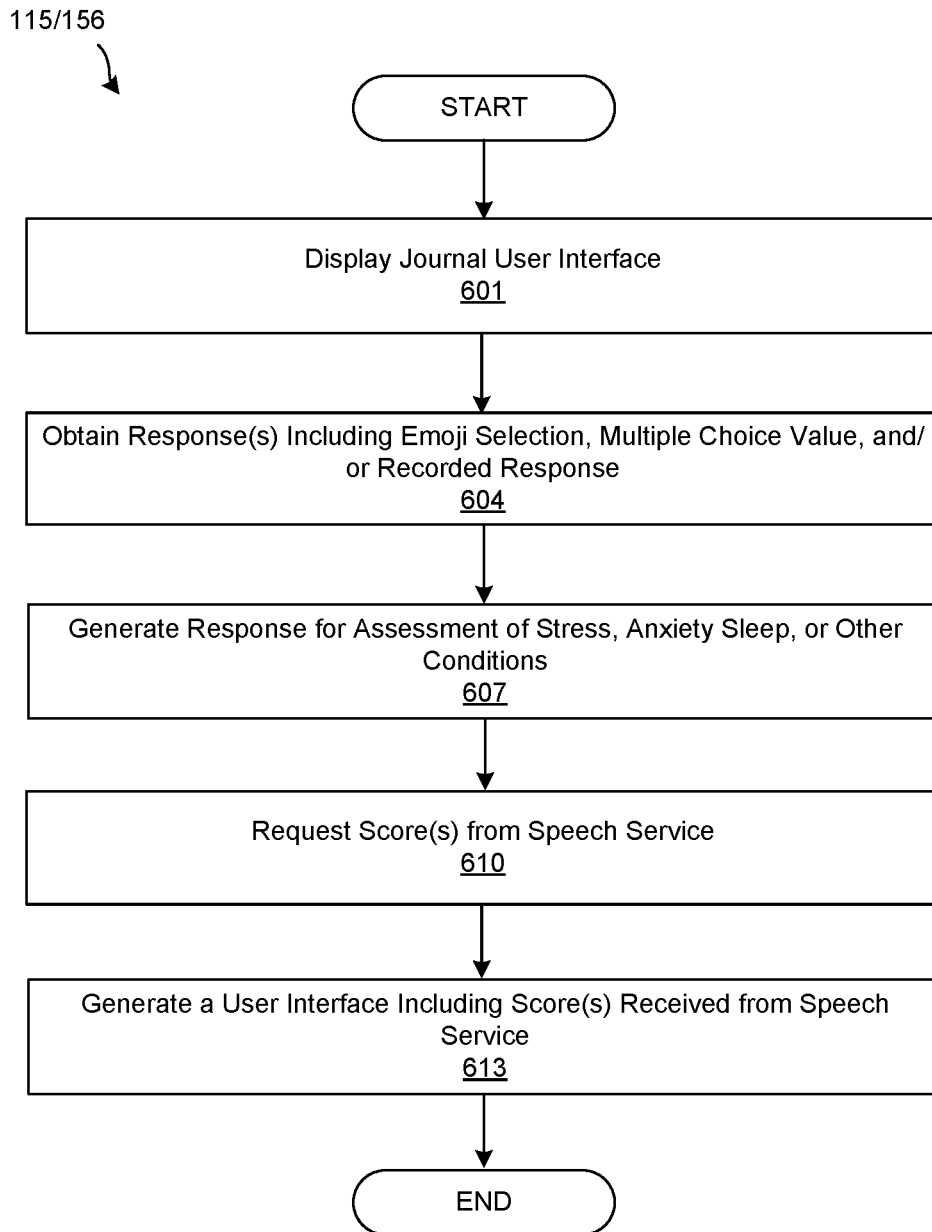 115/156
START
Display Journal User Interface
601
Obtain Response(s) Including Emoji Selection, Multiple Choice Value, and/
or Recorded Response
604
Generate Response for Assessment of Stress, Anxiety Sleep, or Other
Conditions
607
Request Score(s) from Speech Service
610
Generate a User Interface Including Score(s) Received from Speech
Service
613
END